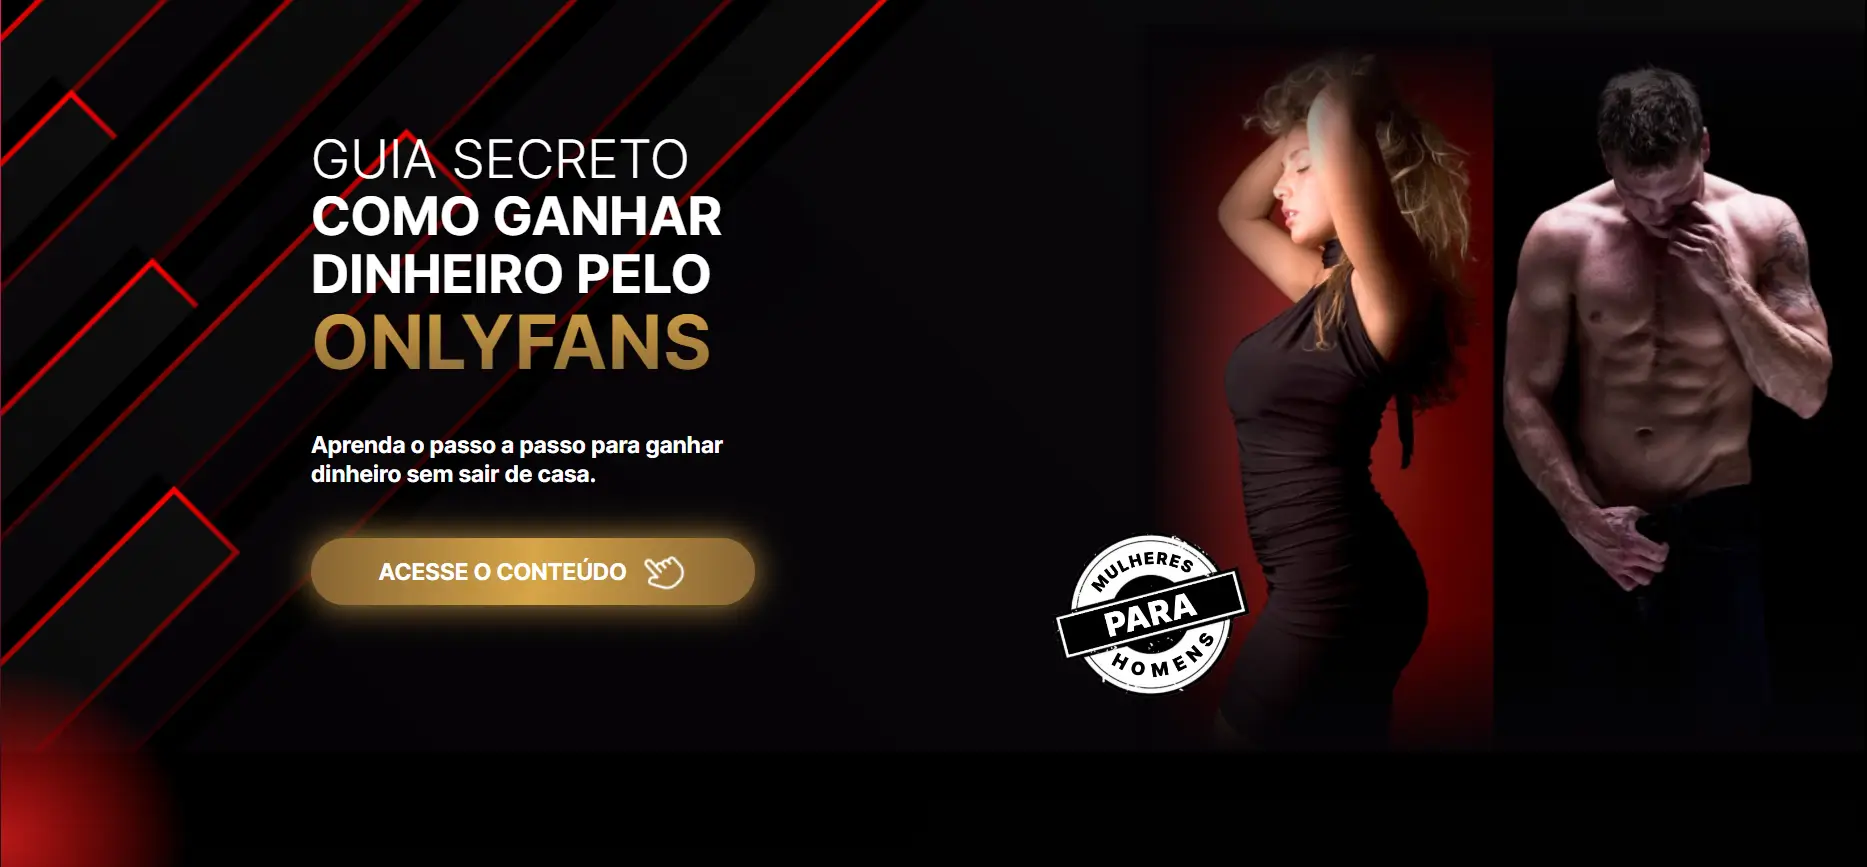 GUIA SECRETO
COMO GANHAR
DINHEIRO PELO
ONLYFANS
Aprenda o passo a passo para ganhar
dinheiro sem sair de casa.
ACESSE O CONTEÚDO
MULHERES
PARA
HOMENS